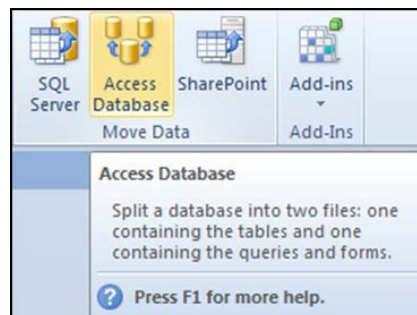 SQL Server
Access Database
SharePoint
Add-ins
Move Data
Add-Ins
Access Database
Split a database into two files: one
containing the tables and one
containing the queries and forms.
Press F1 for more help.